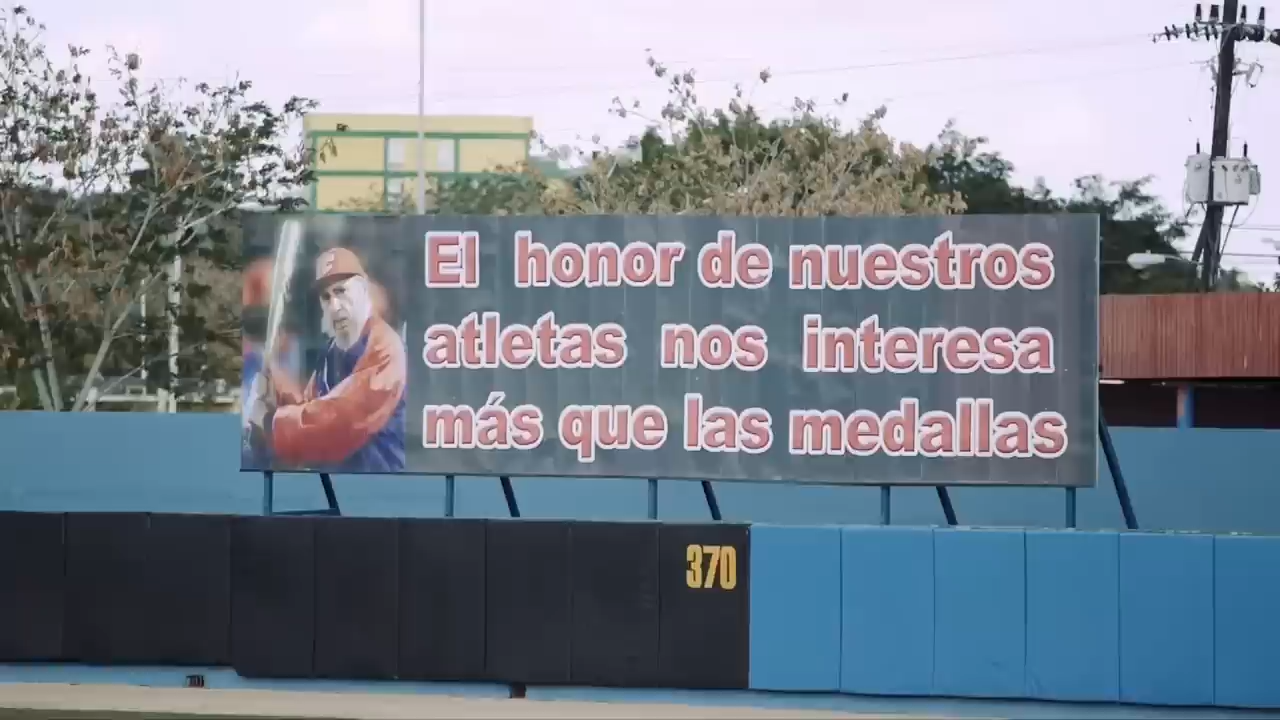 El honor de nuestros
atletas nos interesa
más que las medallas
370